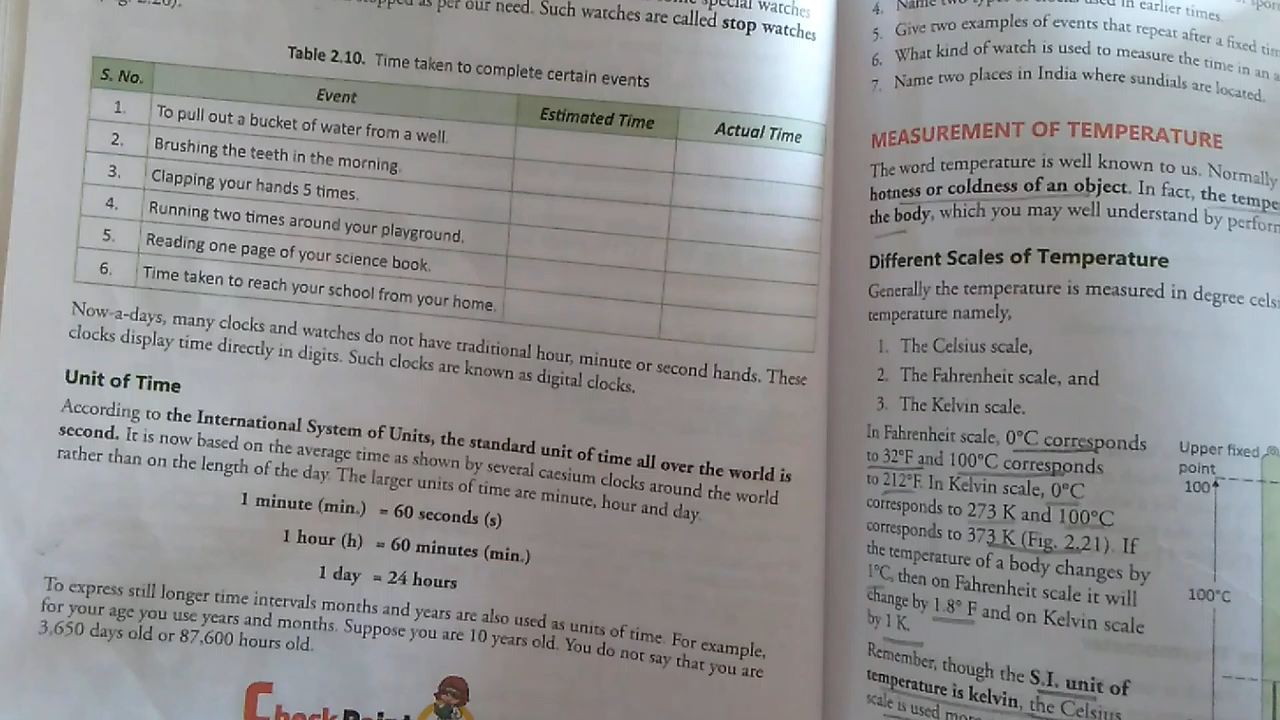 special watches
as per our need. Such watches are called stop watches
Table 2.10. Time taken to complete certain events
S. No. Event Estimated Time Actual Time
1. To pull out a bucket of water from a well.
2. Brushing the teeth in the morning.
3. Clapping your hands 5 times.
4. Running two times around your playground.
5. Reading one page of your science book.
6. Time taken to reach your school from your home.
Now-a-days, many clocks and watches do not have traditional hour, minute or second hands. These
clocks display time directly in digits. Such clocks are known as digital clocks.
Unit of Time
According to the International System of Units, the standard unit of time all over the world is
second. It is now based on the average time as shown by several caesium clocks around the world
rather than on the length of the day. The larger units of time are minute, hour and day.
1 minute (min.) = 60 seconds (s)
1 hour (h) = 60 minutes (min.)
1 day = 24 hours
To express still longer time intervals months and years are also used as units of time. For example,
for your age you use years and months. Suppose you are 10 years old. You do not say that you are
3,650 days old or 87,600 hours old.
Check Point
4. Name two in earlier times.
5. Give two examples of events that repeat after a fixed
6. What kind of watch is used to measure the time in an
7. Name two places in India where sundials are located.
MEASUREMENT OF TEMPERATURE
The word temperature is well known to us. Normally
hotness or coldness of an object. In fact, the
the body, which you may well understand by
Different Scales of Temperature
Generally the temperature is measured in degree
temperature namely,
1. The Celsius scale,
2. The Fahrenheit scale, and
3. The Kelvin scale.
In Fahrenheit scale, 0°C corresponds
to 32°F and 100°C corresponds
to 212°F. In Kelvin scale, 0°C
corresponds to 273 K and 100°C
corresponds to 373 K (Fig. 2.21). If
the temperature of a body changes by
1°C, then on Fahrenheit scale it will
change by 1.8° F and on Kelvin scale
by 1 K.
Remember, though the S.I. unit of
temperature is kelvin, the Celsius
scale is used
Upper fixed
point
100
100°C